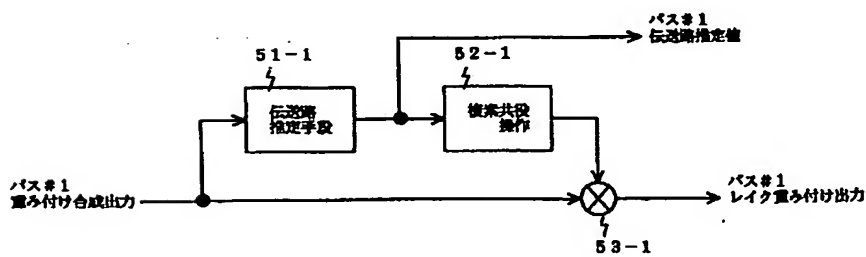 パス#1
伝送路推定値
51-1
52-1
伝送路
推定手段
複素共役
操作
パス#1
重み付け合成出力
パス#1
レイク重み付け出力
53-1